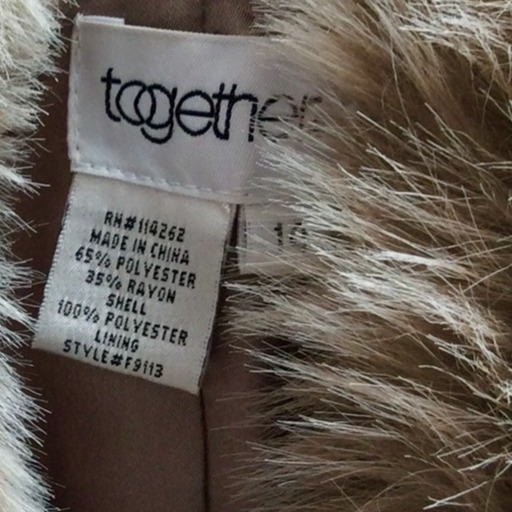 together
RN#114262
MADE IN CHINA
65% POLYESTER
35% RAYON
SHELL
100% POLYESTER
LINING
STYLE#F9113